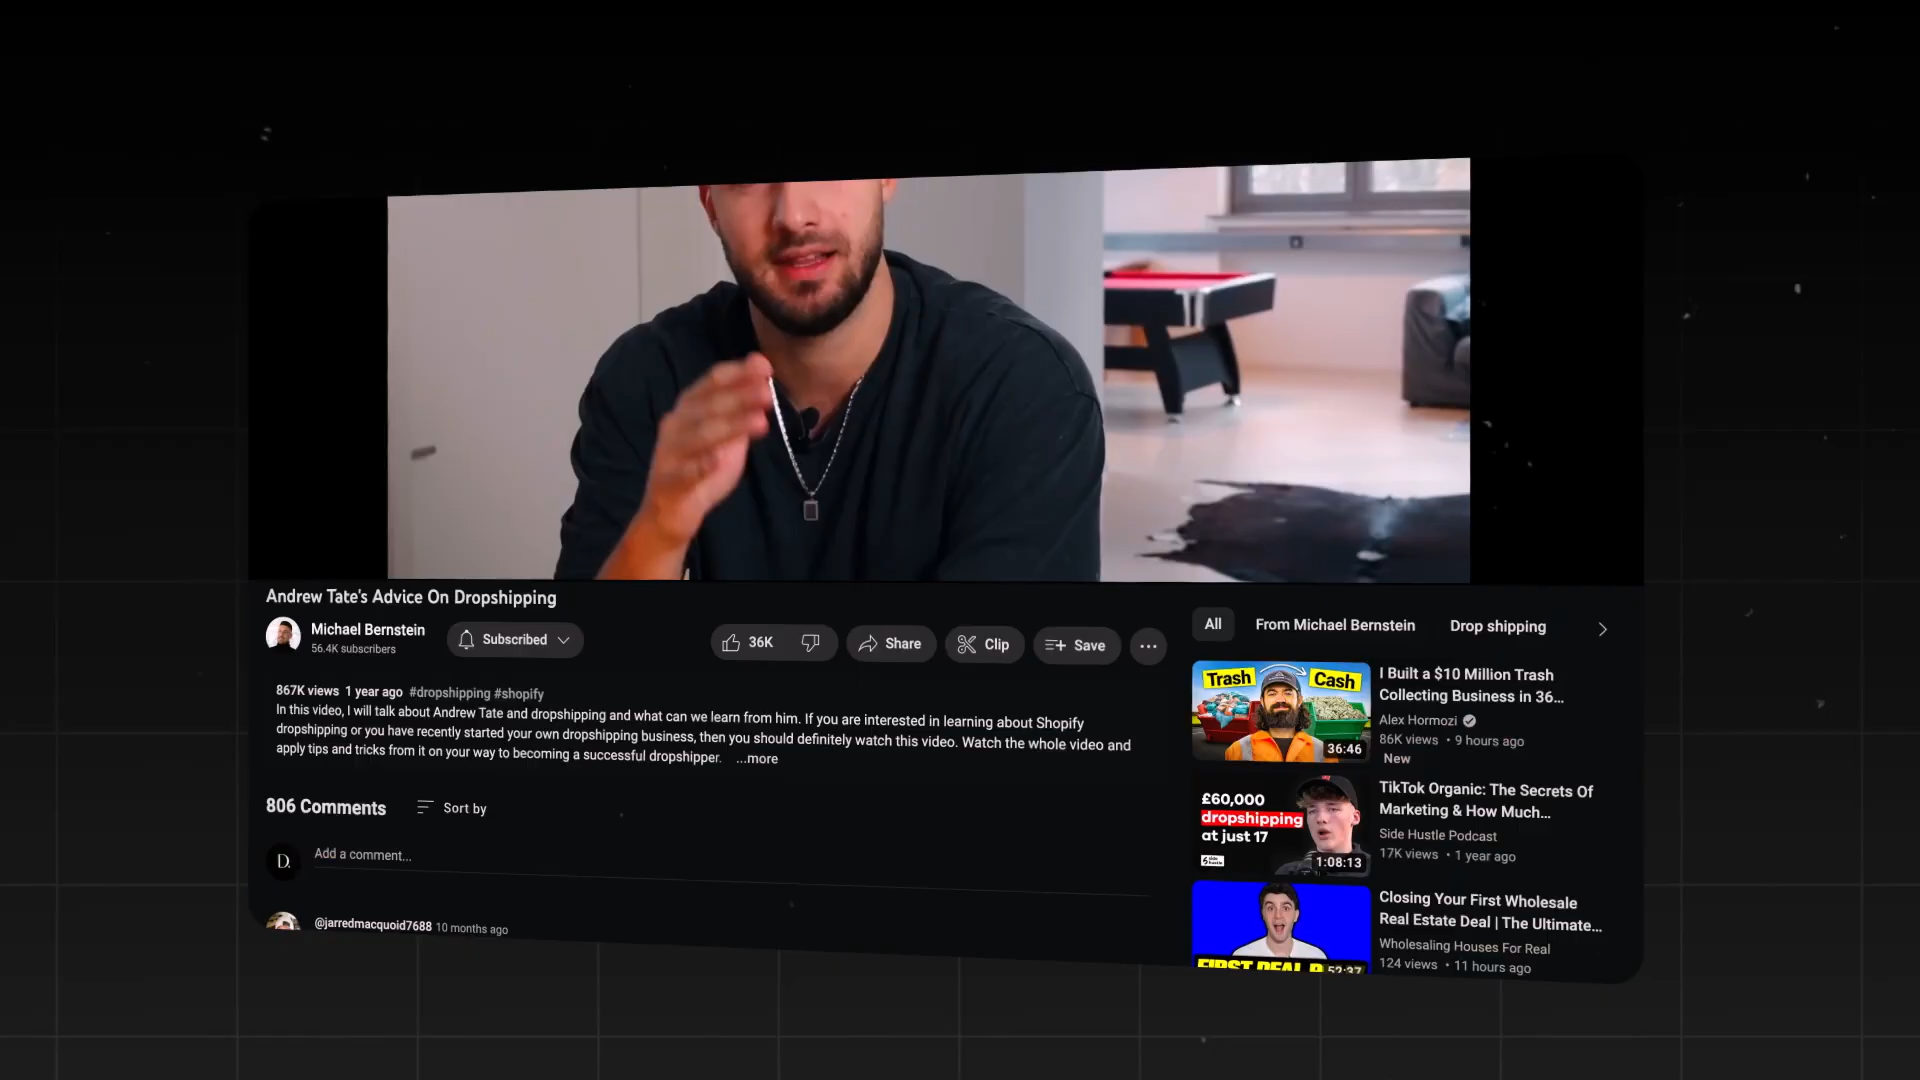 Andrew Tate's Advice On Dropshipping
Michael Bernstein
56.4K subscribers
Subscribed
36K
Share
Clip
Save
867K views 1 year ago #dropshipping #shopify
In this video, I will talk about Andrew Tate and dropshipping and what can we learn from him. If you are interested in learning about Shopify
dropshipping or you have recently started your own dropshipping business, then you should definitely watch this video. Watch the whole video and
apply tips and tricks from it on your way to becoming a successful dropshipper. ...more
806 Comments
Sort by
D.
Add a comment...
@jarredmacquoid7688 10 months ago
All
From Michael Bernstein
Drop shipping
Trash
Cash
36:46
I Built a $10 Million Trash
Collecting Business in 36...
Alex Hormozi
86K views • 9 hours ago
New
£60,000
dropshipping
at just 17
side hustle
1:08:13
TikTok Organic: The Secrets Of
Marketing & How Much...
Side Hustle Podcast
17K views • 1 year ago
FIRST DEAL
52:37
Closing Your First Wholesale
Real Estate Deal | The Ultimate...
Wholesaling Houses For Real
124 views • 11 hours ago